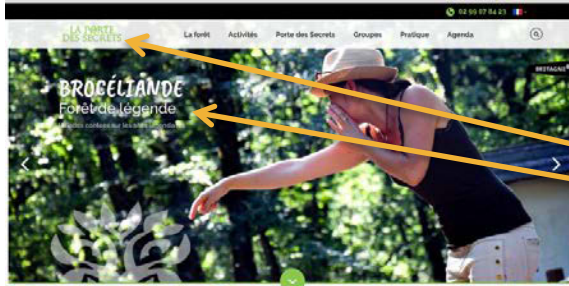 02 99 07 84 23
LA PORTE
DES SECRETS
La forêt Activités Porte des Secrets Groupes Pratique Agenda
BRETAGNE
BROCÉLIANDE
Forêt de légende